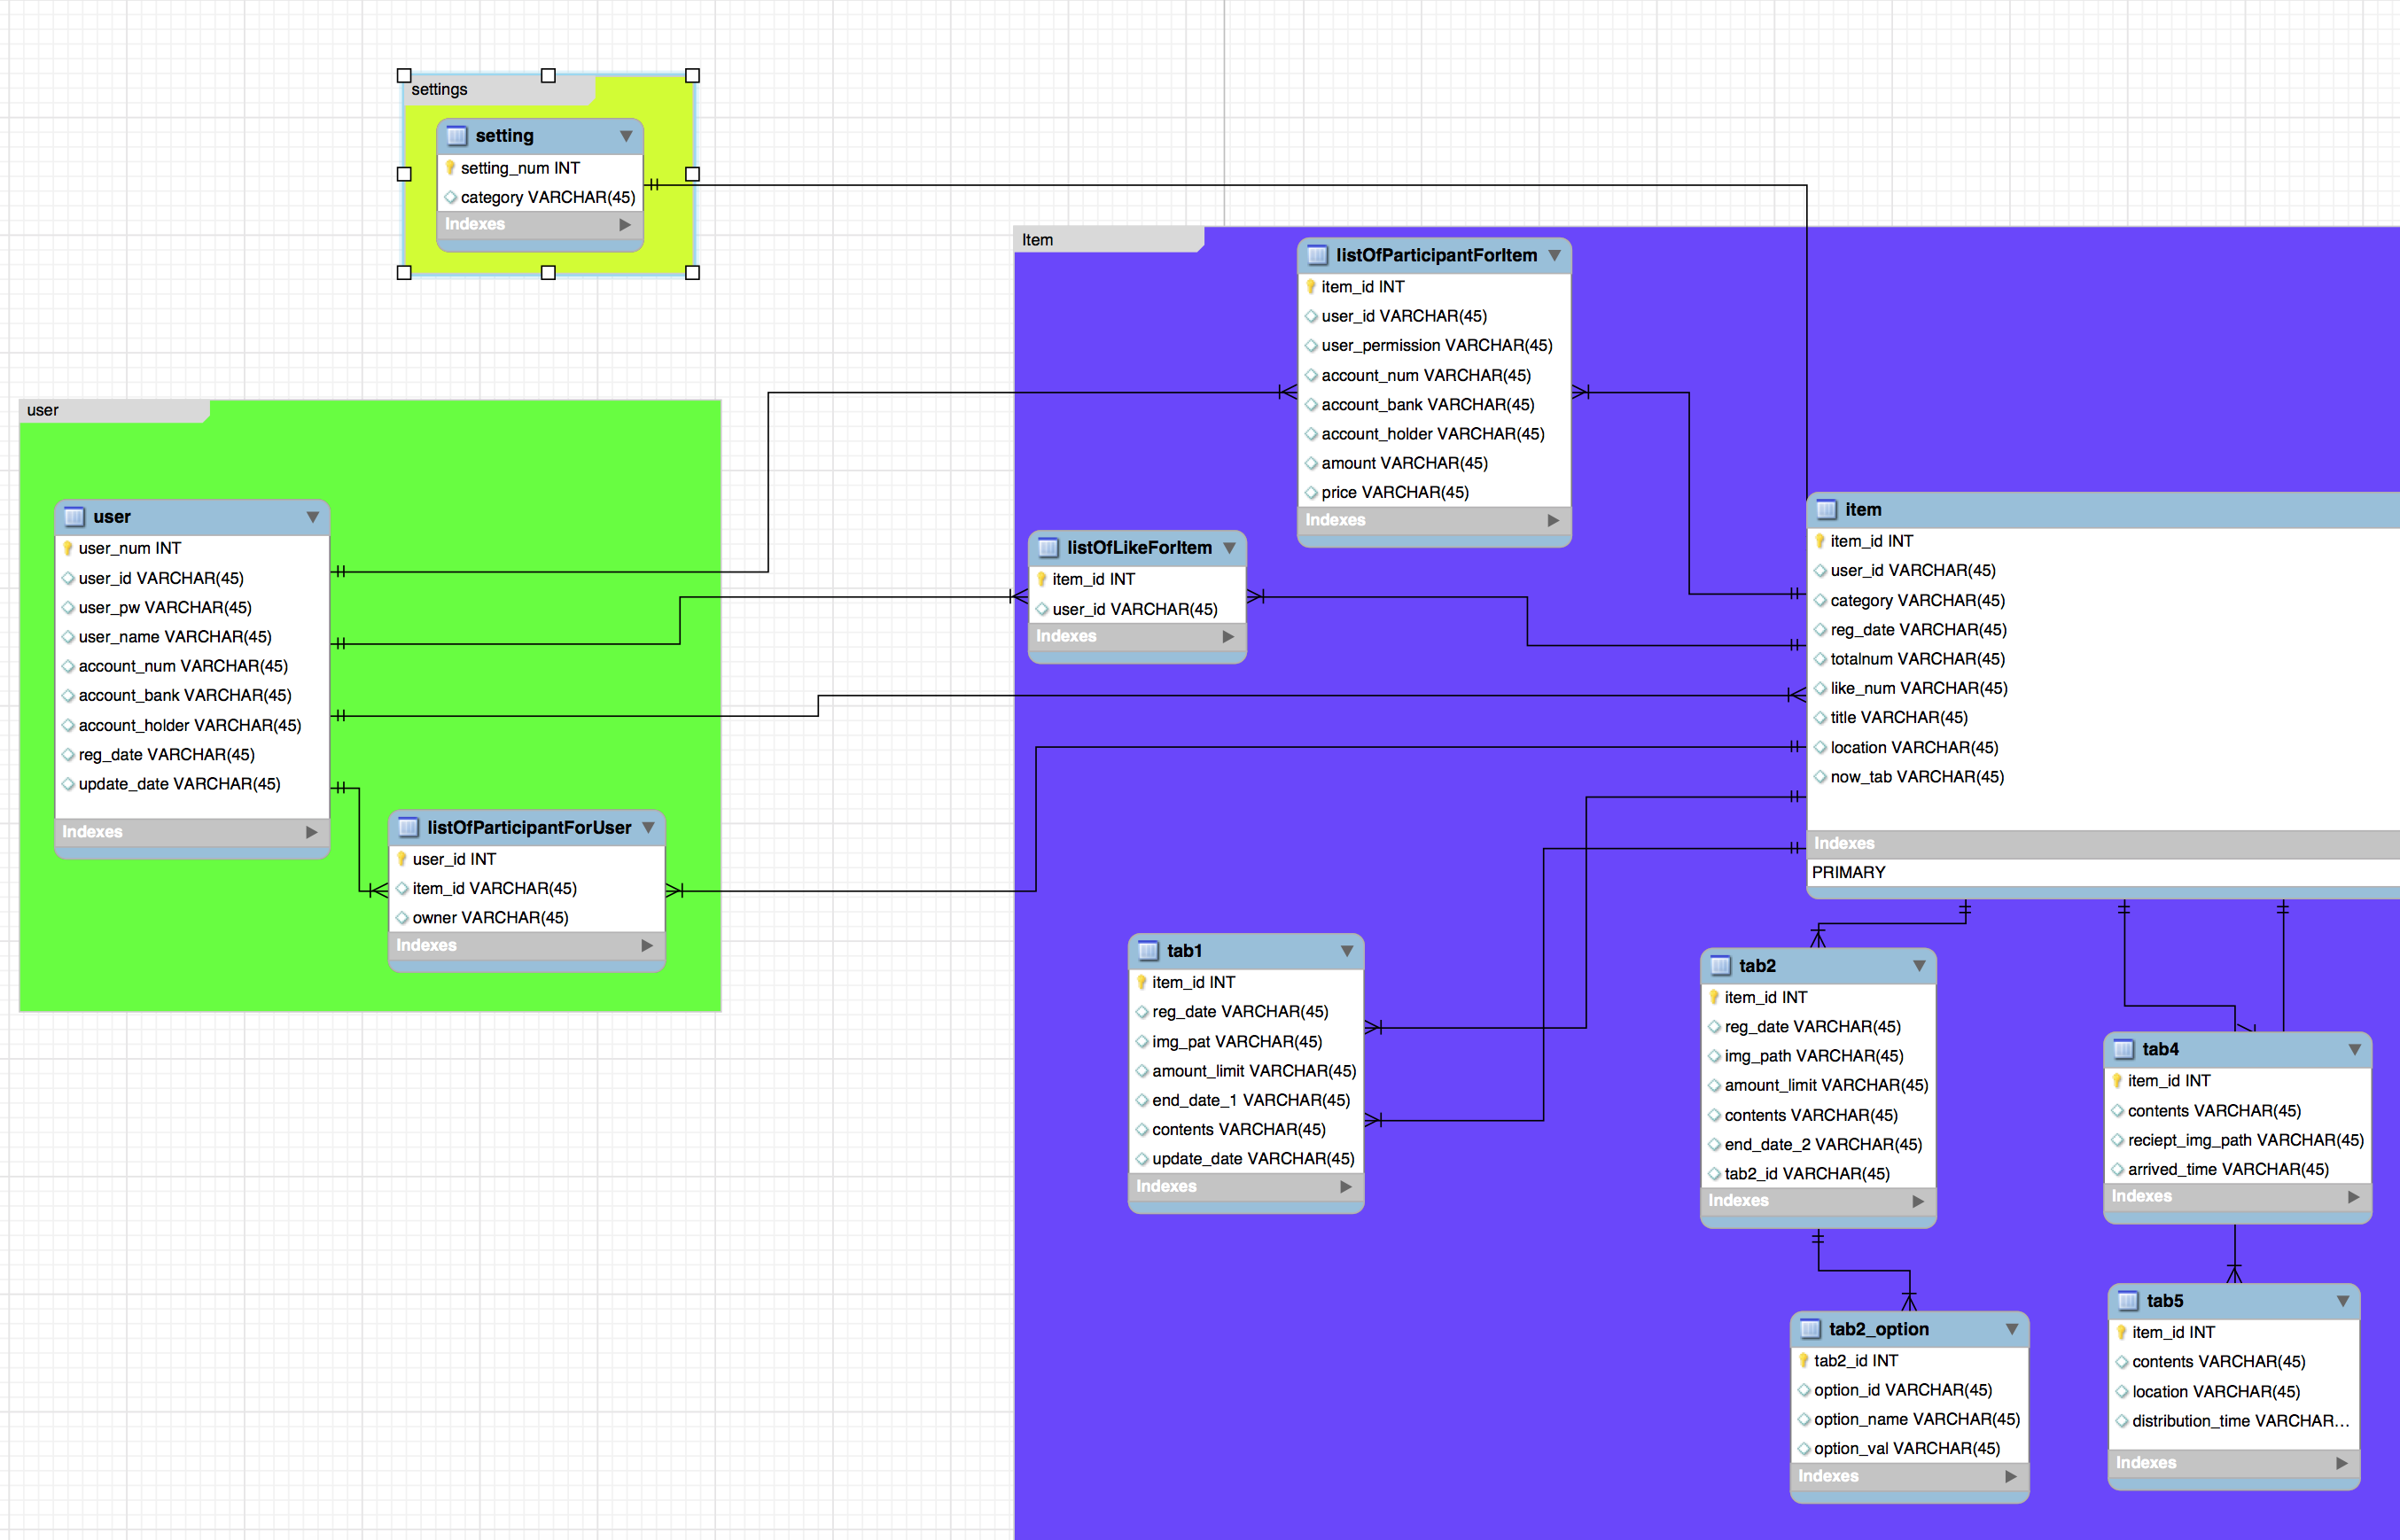 settings
setting
setting_num INT
category VARCHAR(45)
Indexes
user
user
user_num INT
user_id VARCHAR(45)
user_pw VARCHAR(45)
user_name VARCHAR(45)
account_num VARCHAR(45)
account_bank VARCHAR(45)
account_holder VARCHAR(45)
reg_date VARCHAR(45)
update_date VARCHAR(45)
Indexes
listOfParticipantForUser
user_id INT
item_id VARCHAR(45)
owner VARCHAR(45)
Indexes
Item
listOfParticipantForItem
item_id INT
user_id VARCHAR(45)
user_permission VARCHAR(45)
account_num VARCHAR(45)
account_bank VARCHAR(45)
account_holder VARCHAR(45)
amount VARCHAR(45)
price VARCHAR(45)
Indexes
listOfLikeForItem
item_id INT
user_id VARCHAR(45)
Indexes
item
item_id INT
user_id VARCHAR(45)
category VARCHAR(45)
reg_date VARCHAR(45)
totalnum VARCHAR(45)
like_num VARCHAR(45)
title VARCHAR(45)
location VARCHAR(45)
now_tab VARCHAR(45)
Indexes
PRIMARY
tab1
item_id INT
reg_date VARCHAR(45)
img_pat VARCHAR(45)
amount_limit VARCHAR(45)
end_date_1 VARCHAR(45)
contents VARCHAR(45)
update_date VARCHAR(45)
Indexes
tab2
item_id INT
reg_date VARCHAR(45)
img_path VARCHAR(45)
amount_limit VARCHAR(45)
contents VARCHAR(45)
end_date_2 VARCHAR(45)
tab2_id VARCHAR(45)
Indexes
tab4
item_id INT
contents VARCHAR(45)
reciept_img_path VARCHAR(45)
arrived_time VARCHAR(45)
Indexes
tab2_option
tab2_id INT
option_id VARCHAR(45)
option_name VARCHAR(45)
option_val VARCHAR(45)
Indexes
tab5
item_id INT
contents VARCHAR(45)
location VARCHAR(45)
distribution_time VARCHAR...
Indexes